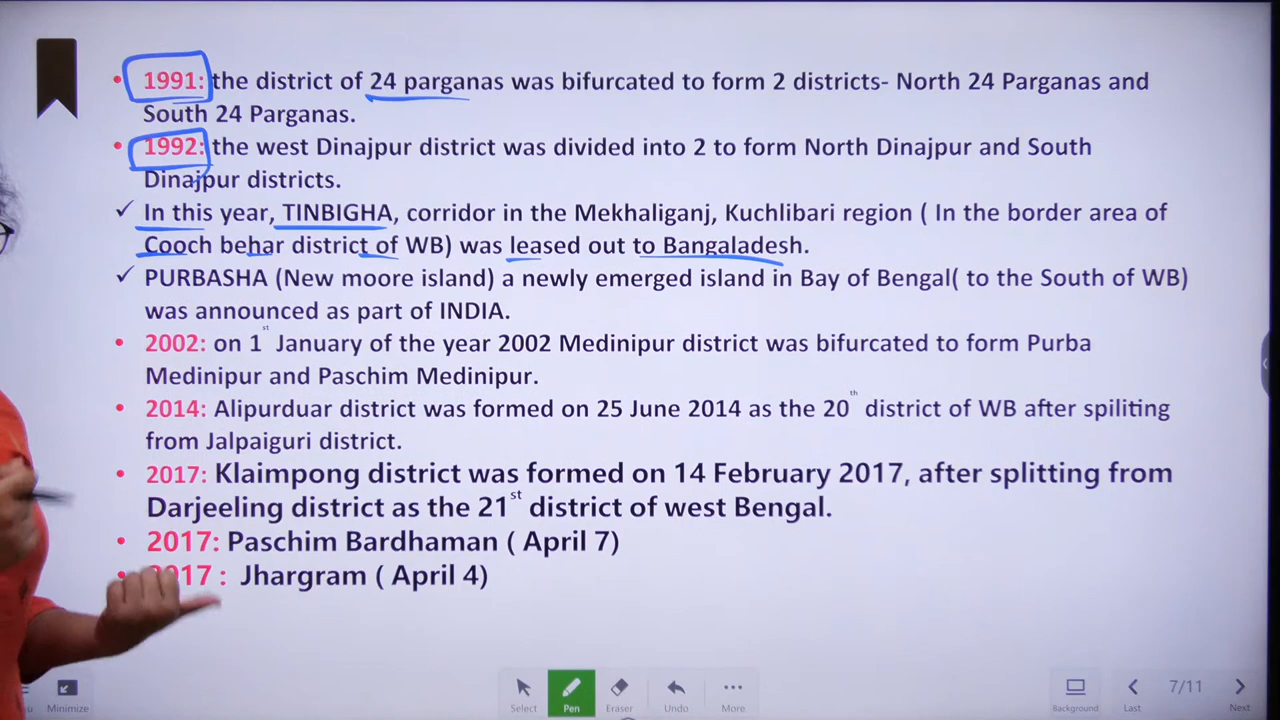 • 1991: the district of 24 parganas was bifurcated to form 2 districts- North 24 Parganas and
South 24 Parganas.
• 1992: the west Dinajpur district was divided into 2 to form North Dinajpur and South
Dinajpur districts.
✓ In this year, TINBIGHA, corridor in the Mekhaliganj, Kuchlibari region ( In the border area of
Cooch behar district of WB) was leased out to Bangaladesh.
✓ PURBASHA (New moore island) a newly emerged island in Bay of Bengal( to the South of WB)
was announced as part of INDIA.
• 2002: on 1st January of the year 2002 Medinipur district was bifurcated to form Purba
Medinipur and Paschim Medinipur.
• 2014: Alipurduar district was formed on 25 June 2014 as the 20th district of WB after spiliting
from Jalpaiguri district.
• 2017: Klaimpong district was formed on 14 February 2017, after splitting from
Darjeeling district as the 21st district of west Bengal.
• 2017: Paschim Bardhaman ( April 7)
• 2017 : Jhargram ( April 4)
Minimize
Select
Pen
Eraser
Undo
More
Background
Last
7/11
Next